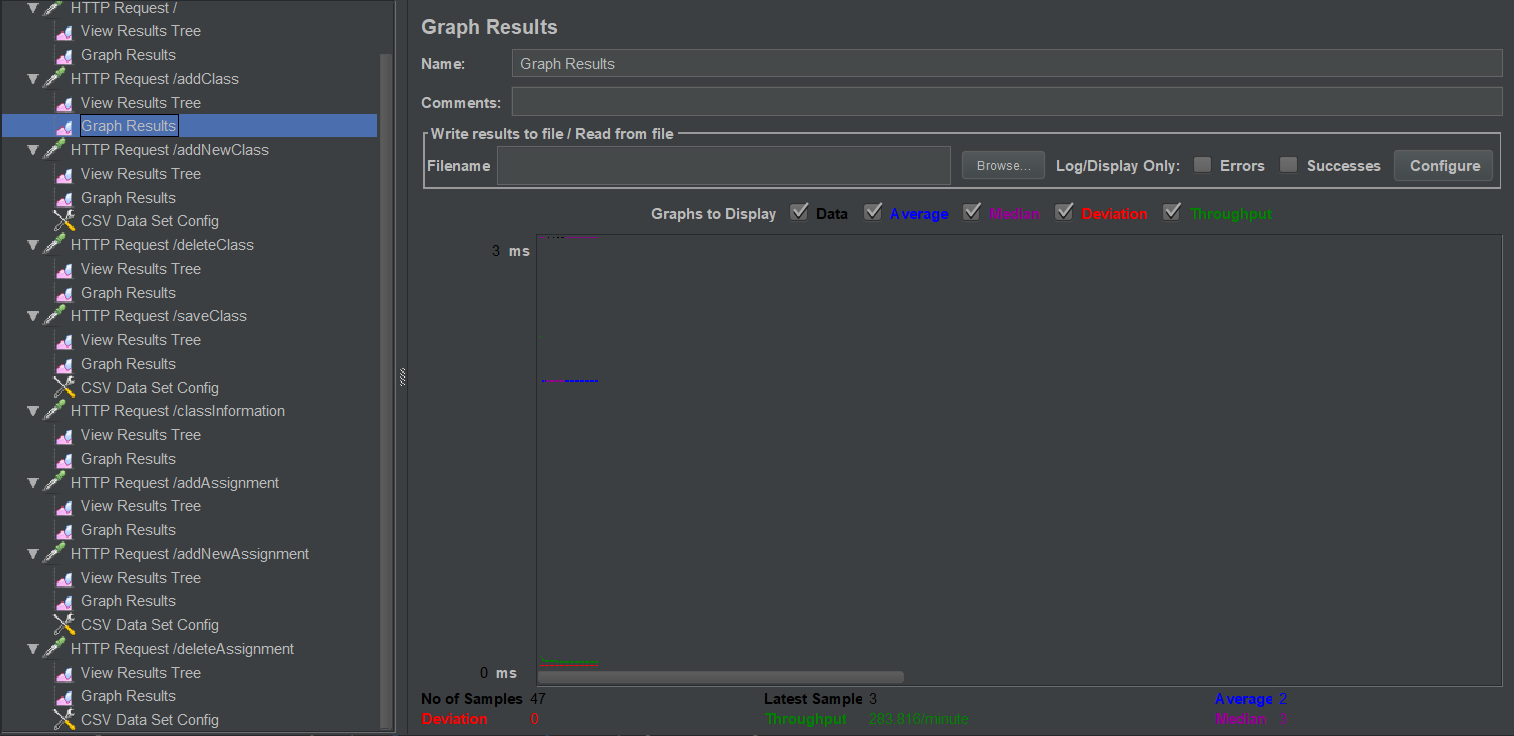 HTTP Request /
View Results Tree
Graph Results
HTTP Request /addClass
View Results Tree
Graph Results
HTTP Request /addNewClass
View Results Tree
Graph Results
CSV Data Set Config
HTTP Request /deleteClass
View Results Tree
Graph Results
HTTP Request /saveClass
View Results Tree
Graph Results
CSV Data Set Config
HTTP Request /classInformation
View Results Tree
Graph Results
HTTP Request /addAssignment
View Results Tree
Graph Results
HTTP Request /addNewAssignment
View Results Tree
Graph Results
CSV Data Set Config
HTTP Request /deleteAssignment
View Results Tree
Graph Results
CSV Data Set Config
Graph Results
Name: Graph Results
Comments:
Write results to file / Read from file
Filename Browse... Log/Display Only: Errors Successes Configure
Graphs to Display Data Average Median Deviation Throughput
3 ms
0 ms
No of Samples 47 Latest Sample 3 Average 2
Deviation 0 Throughput 283.816/minute Median